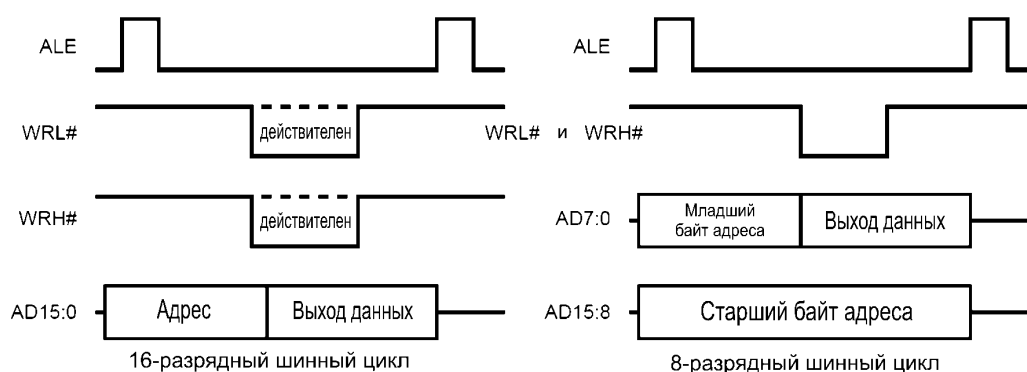 ALE
WRL#
действителен
WRH#
действителен
AD15:0
Адрес
Выход данных
16-разрядный шинный цикл
ALE
WRL# и WRH#
AD7:0
Младший
байт адреса
Выход данных
AD15:8
Старший байт адреса
8-разрядный шинный цикл